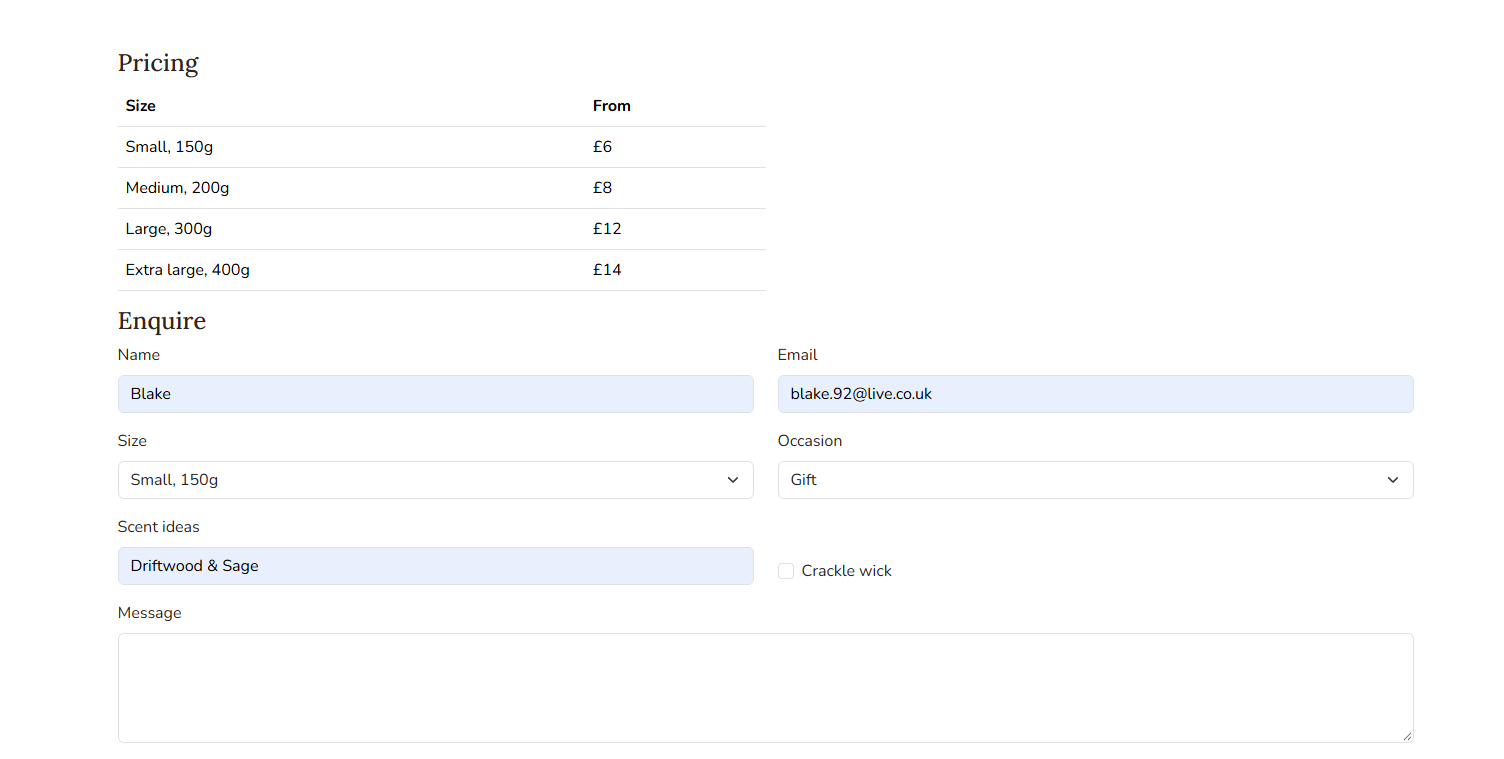 Pricing
Size From
Small, 150g £6
Medium, 200g £8
Large, 300g £12
Extra large, 400g £14
Enquire
Name Email
Blake blake.92@live.co.uk
Size Occasion
Small, 150g Gift
Scent ideas
Driftwood & Sage Crackle wick
Message